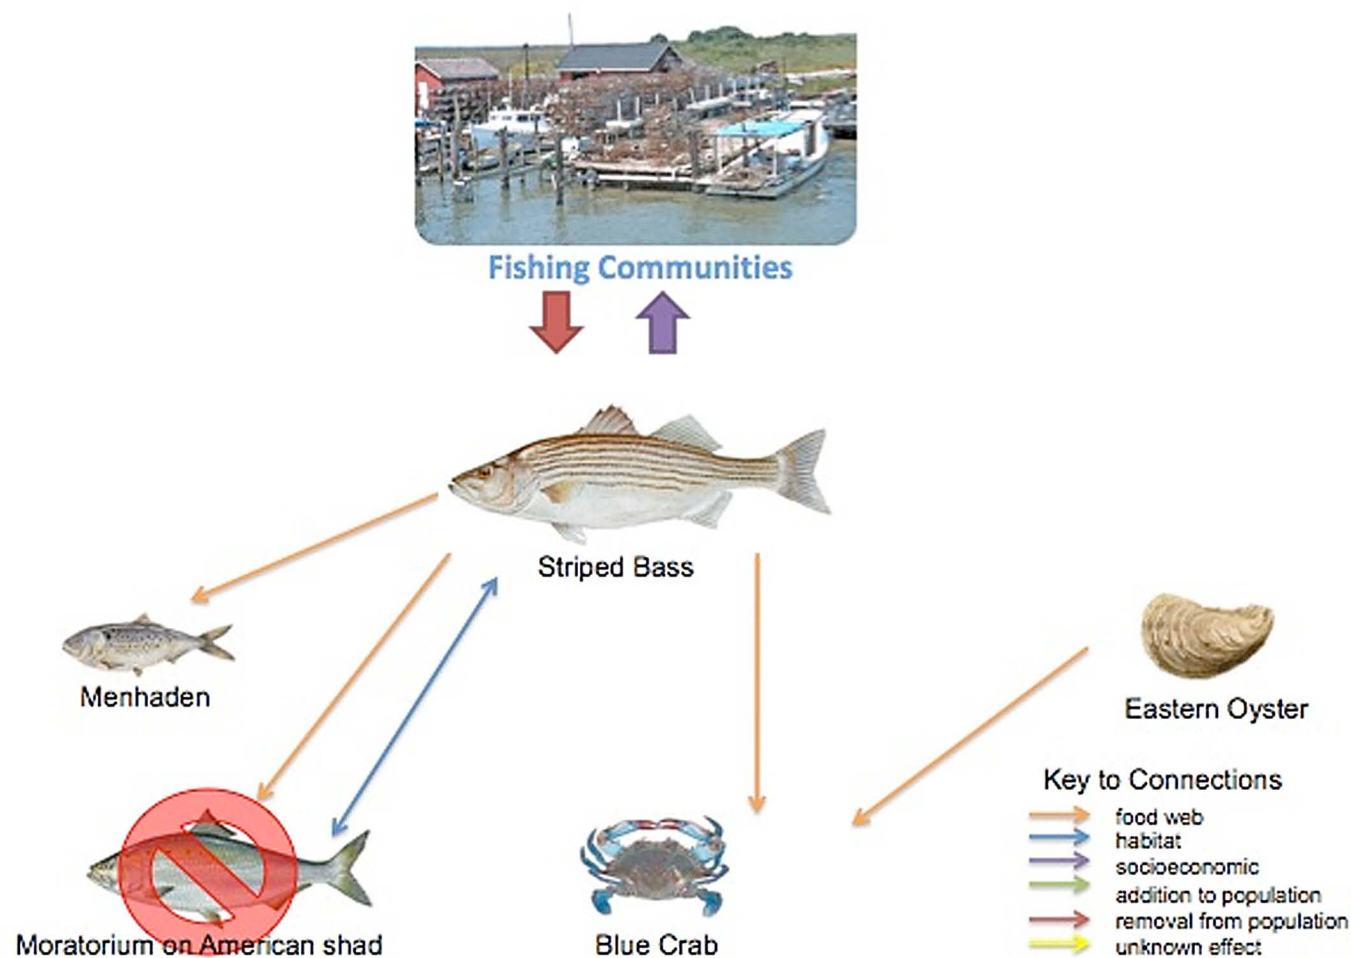 Fishing Communities
Striped Bass
Menhaden
Eastern Oyster
Moratorium on American shad
Blue Crab
Key to Connections
food web
habitat
socioeconomic
addition to population
removal from population
unknown effect